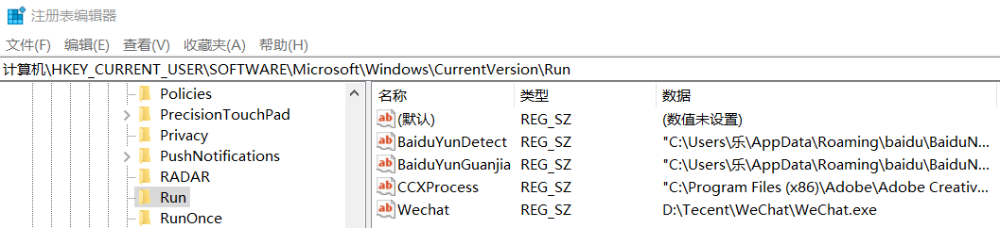 注册表编辑器
文件(F) 编辑(E) 查看(V) 收藏夹(A) 帮助(H)
计算机\HKEY_CURRENT_USER\SOFTWARE\Microsoft\Windows\CurrentVersion\Run
Policies
PrecisionTouchPad
Privacy
PushNotifications
RADAR
Run
RunOnce
名称 类型 数据
(默认) REG_SZ (数值未设置)
BaiduYunDetect REG_SZ "C:\Users\乐\AppData\Roaming\baidu\BaiduN...
BaiduYunGuanjia REG_SZ "C:\Users\乐\AppData\Roaming\baidu\BaiduN...
CCXProcess REG_SZ "C:\Program Files (x86)\Adobe\Adobe Creativ...
Wechat REG_SZ D:\Tecent\WeChat\WeChat.exe